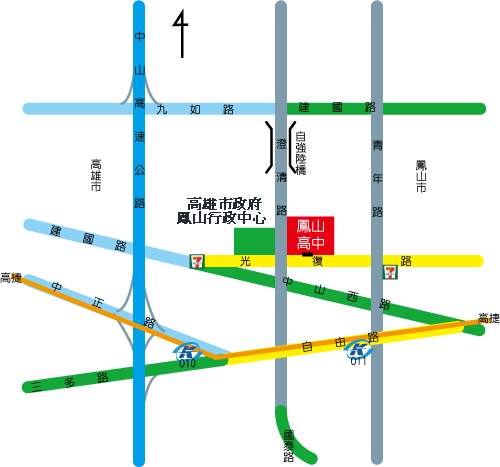 中山高速公路
九如路
建國路
自強陸橋
澄清路
青年路
高雄市
鳳山市
高雄市政府
鳳山行政中心
鳳山
高中
建國路
7
光復路
7
高捷
中正路
中山西路
高捷
自由路
K
010
K
011
三多路
國泰路